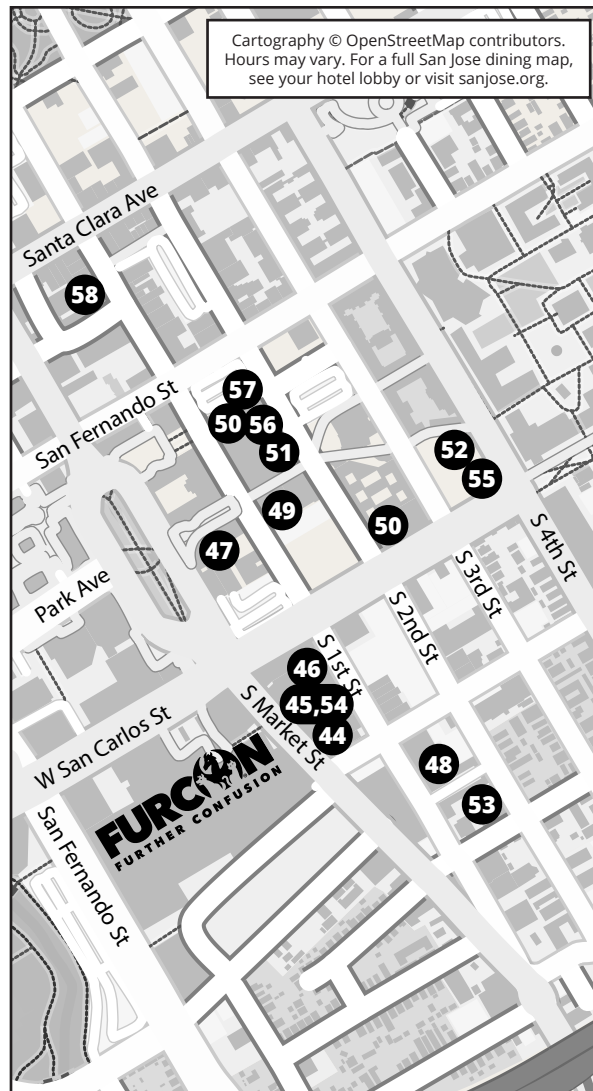 Cartography © OpenStreetMap contributors.
Hours may vary. For a full San Jose dining map,
see your hotel lobby or visit sanjose.org.
Santa Clara Ave
58
San Fernando St
57
50
56
51
52
55
49
50
47
S 4th St
Park Ave
S 3rd St
S 2nd St
S 1st St
46
45,54
44
S Market St
W San Carlos St
48
53
FURCON
FURTHER CONFUSION
San Fernando St